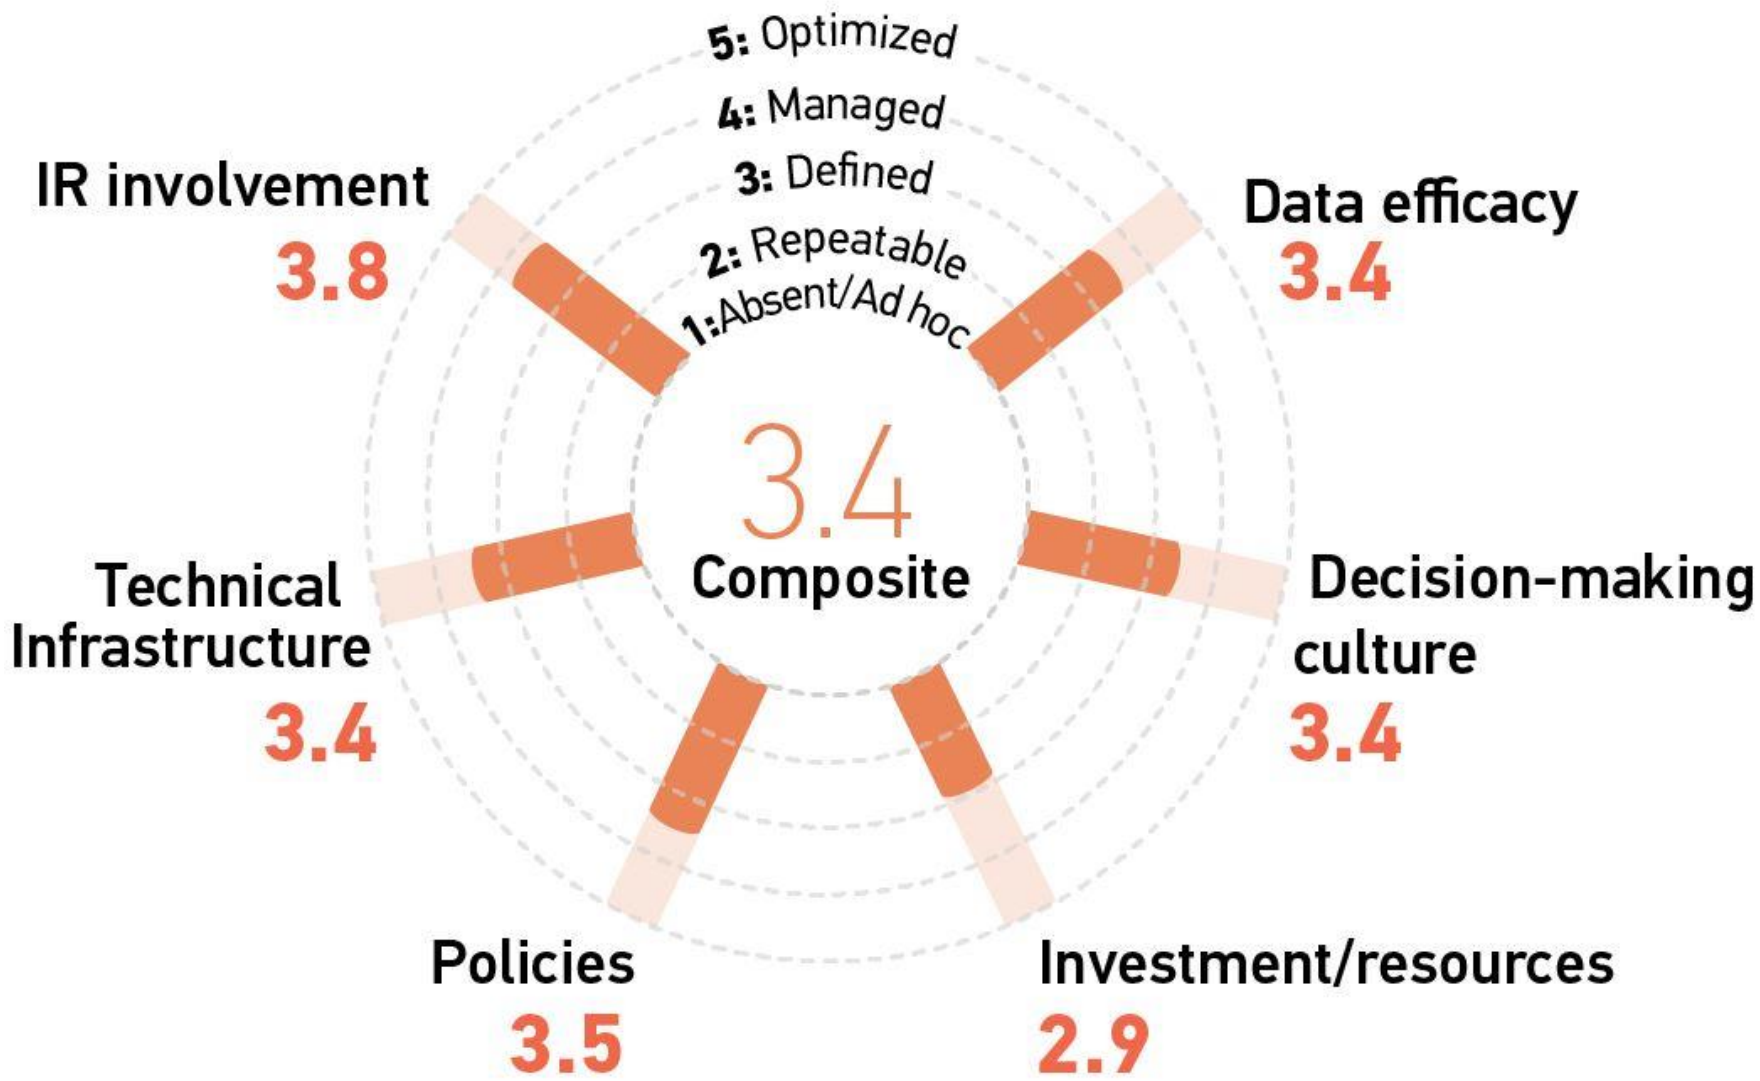 5: Optimized
4: Managed
3: Defined
2: Repeatable
1:Absent/Ad hoc
IR involvement
3.8
Data efficacy
3.4
3.4
Composite
Technical
Infrastructure
3.4
Decision-making
culture
3.4
Policies
3.5
Investment/resources
2.9